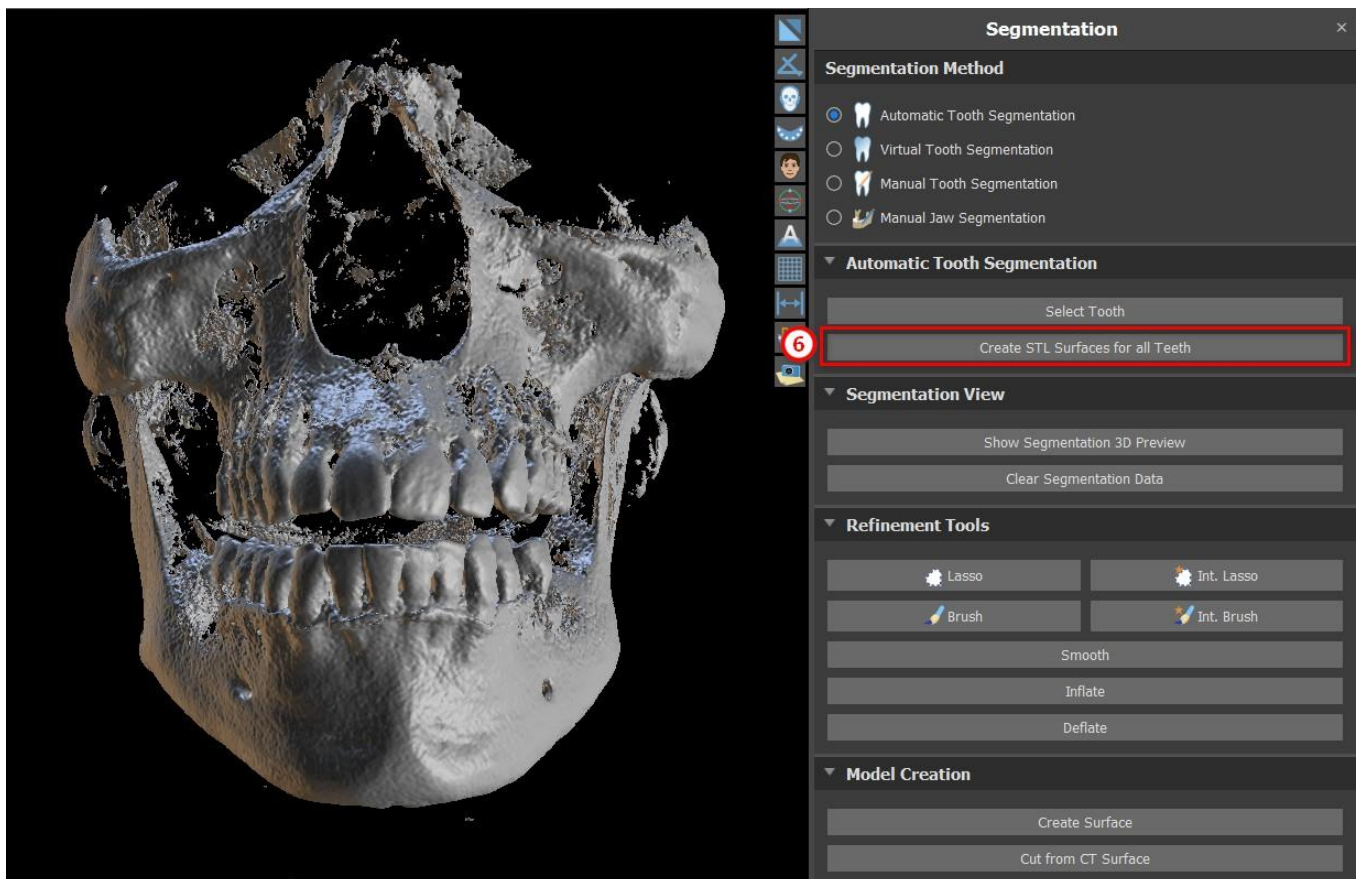 Segmentation
×
Segmentation Method
Automatic Tooth Segmentation
Virtual Tooth Segmentation
Manual Tooth Segmentation
Manual Jaw Segmentation
Automatic Tooth Segmentation
Select Tooth
6
Create STL Surfaces for all Teeth
Segmentation View
Show Segmentation 3D Preview
Clear Segmentation Data
Refinement Tools
Lasso
Int. Lasso
Brush
Int. Brush
Smooth
Inflate
Deflate
Model Creation
Create Surface
Cut from CT Surface
A